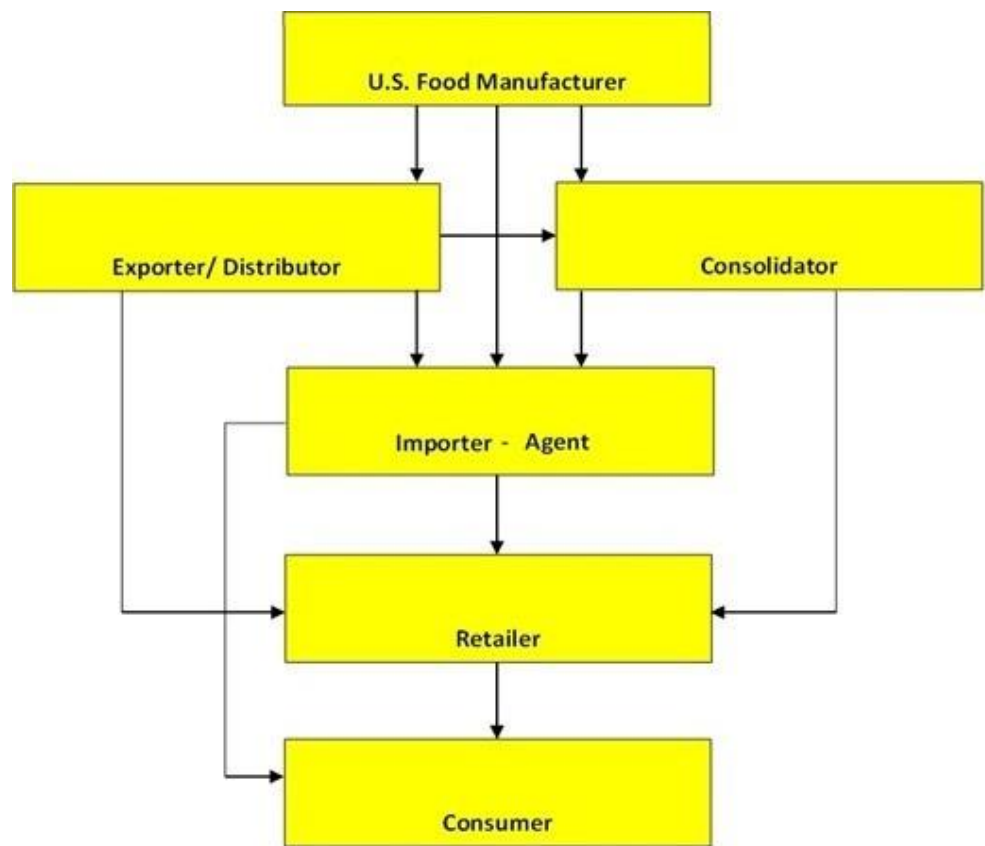 U.S. Food Manufacturer
Exporter/ Distributor
Consolidator
Importer - Agent
Retailer
Consumer